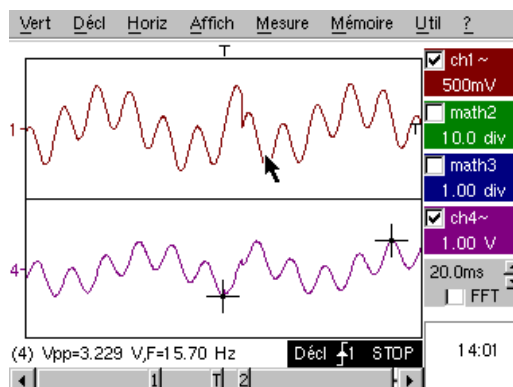 Vert Décl Horiz Affich Mesure Mémoire Util ?
T
ch1~
500mV
math2
10.0 div
math3
1.00 div
ch4~
1.00 V
20.0ms
FFT
1
T
4
(4) Vpp=3.229 V,F=15.70 Hz
Décl 1 STOP
14:01
1 T 2